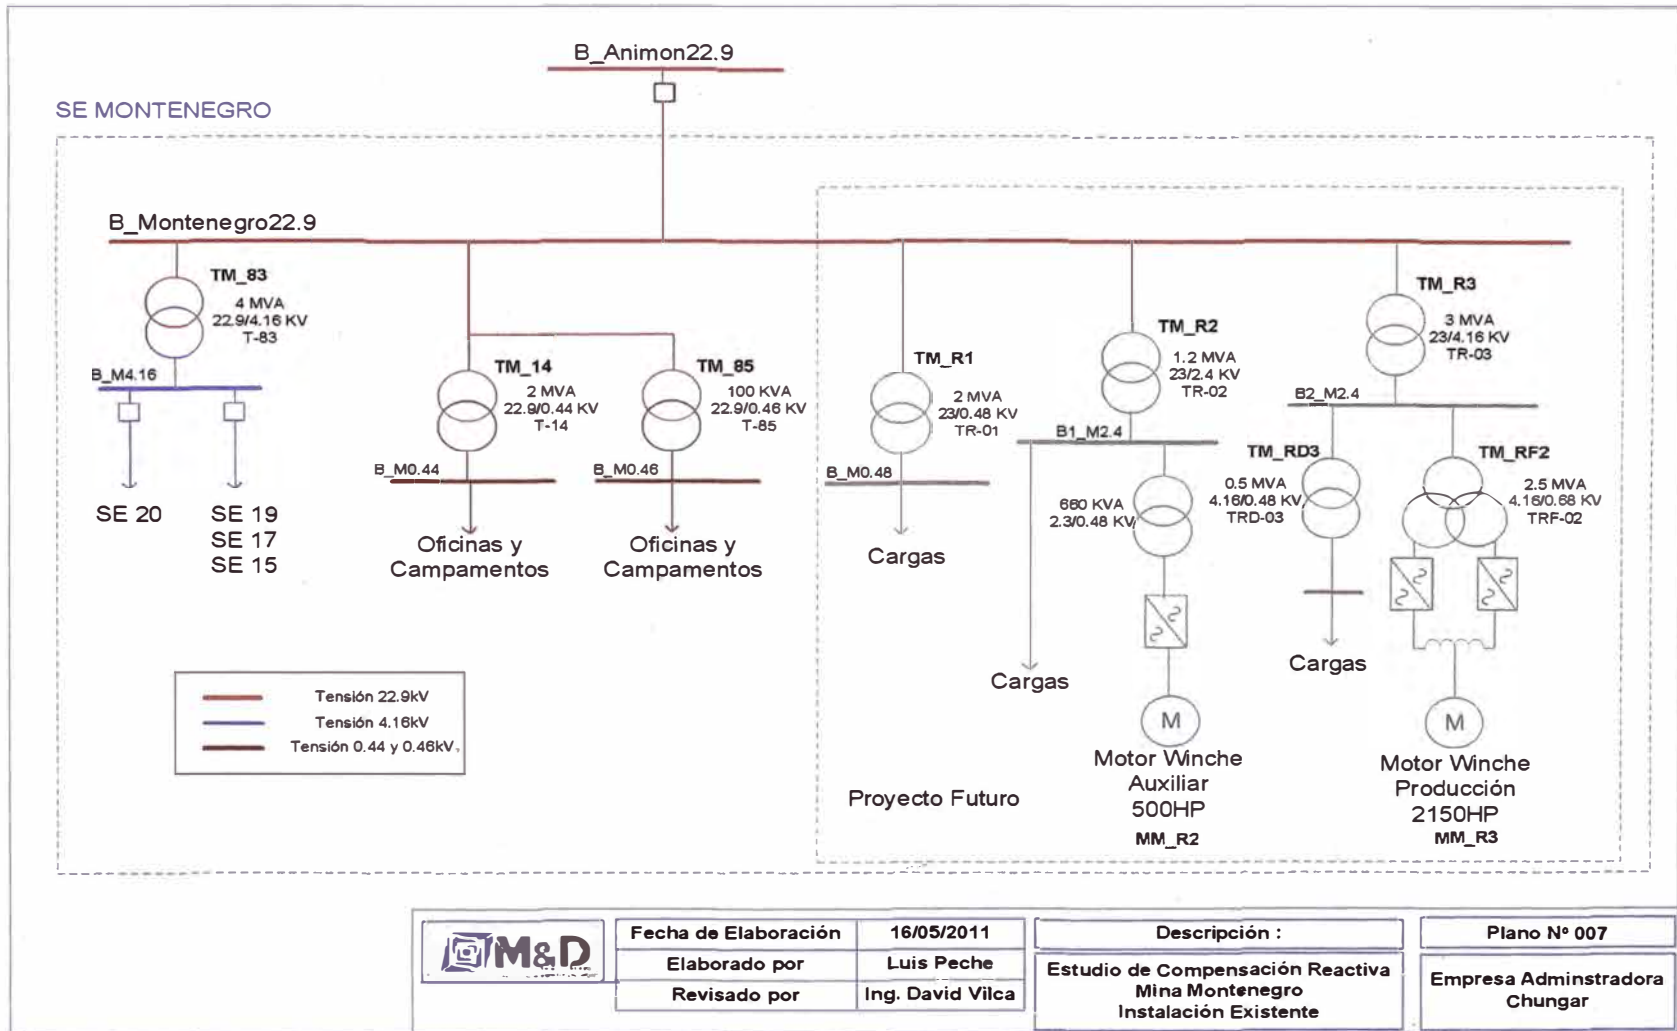 B_Animon22.9
SE MONTENEGRO
B_Montenegro22.9
TM_83
4 MVA
22.9/4.16 KV
T-83
B_M4.16
SE 20
SE 19
SE 17
SE 15
TM_14
2 MVA
22.9/0.44 KV
T-14
B_M0.44
Oficinas y
Campamentos
TM_85
100 KVA
22.9/0.46 KV
T-85
B_M0.46
Oficinas y
Campamentos
TM_R1
2 MVA
23/0.48 KV
TR-01
B_M0.48
Cargas
TM_R2
1.2 MVA
23/2.4 KV
TR-02
B1_M2.4
660 KVA
2.3/0.48 KV
Cargas
M
Motor Winche
Auxiliar
500HP
MM_R2
TM_R3
3 MVA
23/4.16 KV
TR-03
B2_M2.4
TM_RD3
0.5 MVA
4.16/0.48 KV
TRD-03
Cargas
TM_RF2
2.5 MVA
4.16/0.68 KV
TRF-02
M
Motor Winche
Producción
2150HP
MM_R3
Proyecto Futuro
Tensión 22.9kV
Tensión 4.16kV
Tensión 0.44 y 0.46kV
M&D
Fecha de Elaboración 16/05/2011
Elaborado por Luis Peche
Revisado por Ing. David Vilca
Descripción :
Estudio de Compensación Reactiva
Mina Montenegro
Instalación Existente
Plano Nº 007
Empresa Adminstradora
Chungar